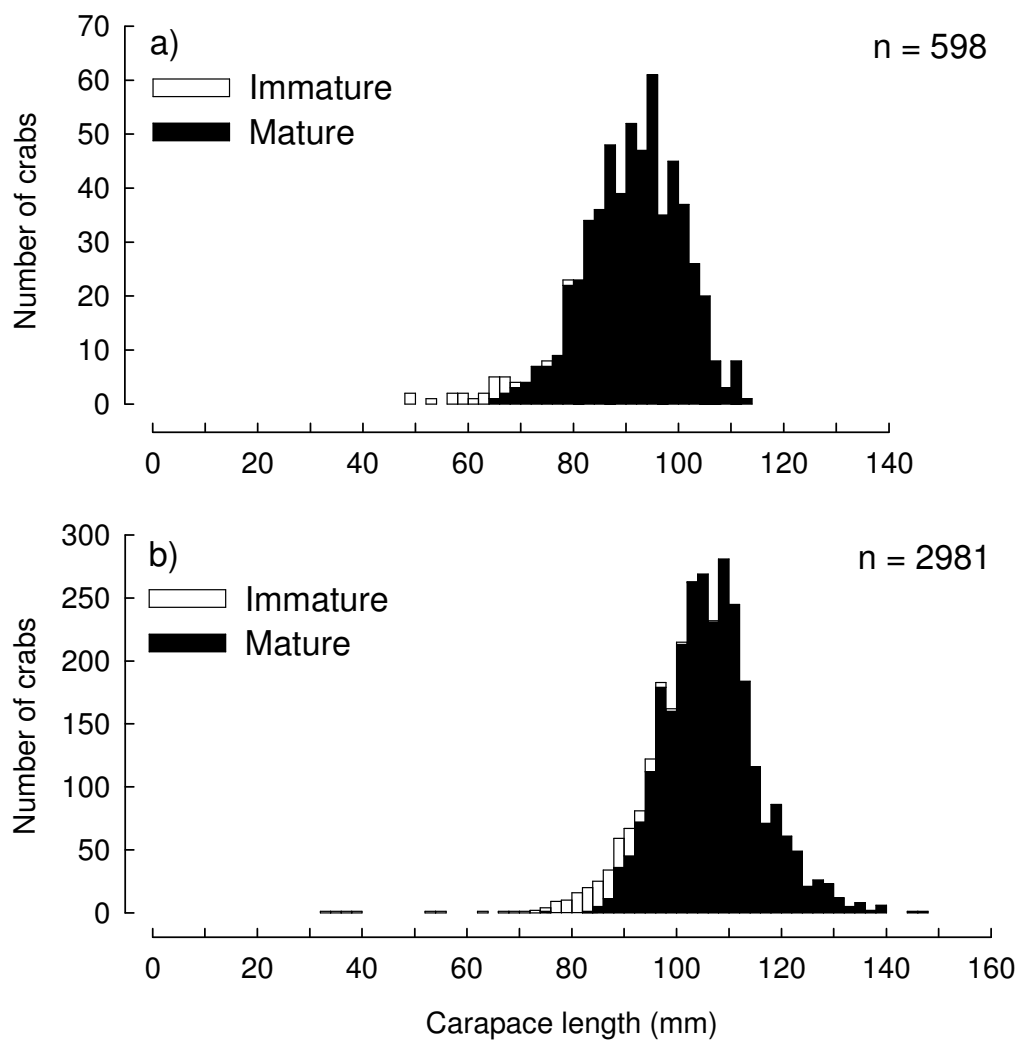 a)
n = 598
Immature
Mature
Number of crabs
70
60
50
40
30
20
10
0
0 20 40 60 80 100 120 140
b)
n = 2981
Immature
Mature
Number of crabs
300
250
200
150
100
50
0
0 20 40 60 80 100 120 140 160
Carapace length (mm)